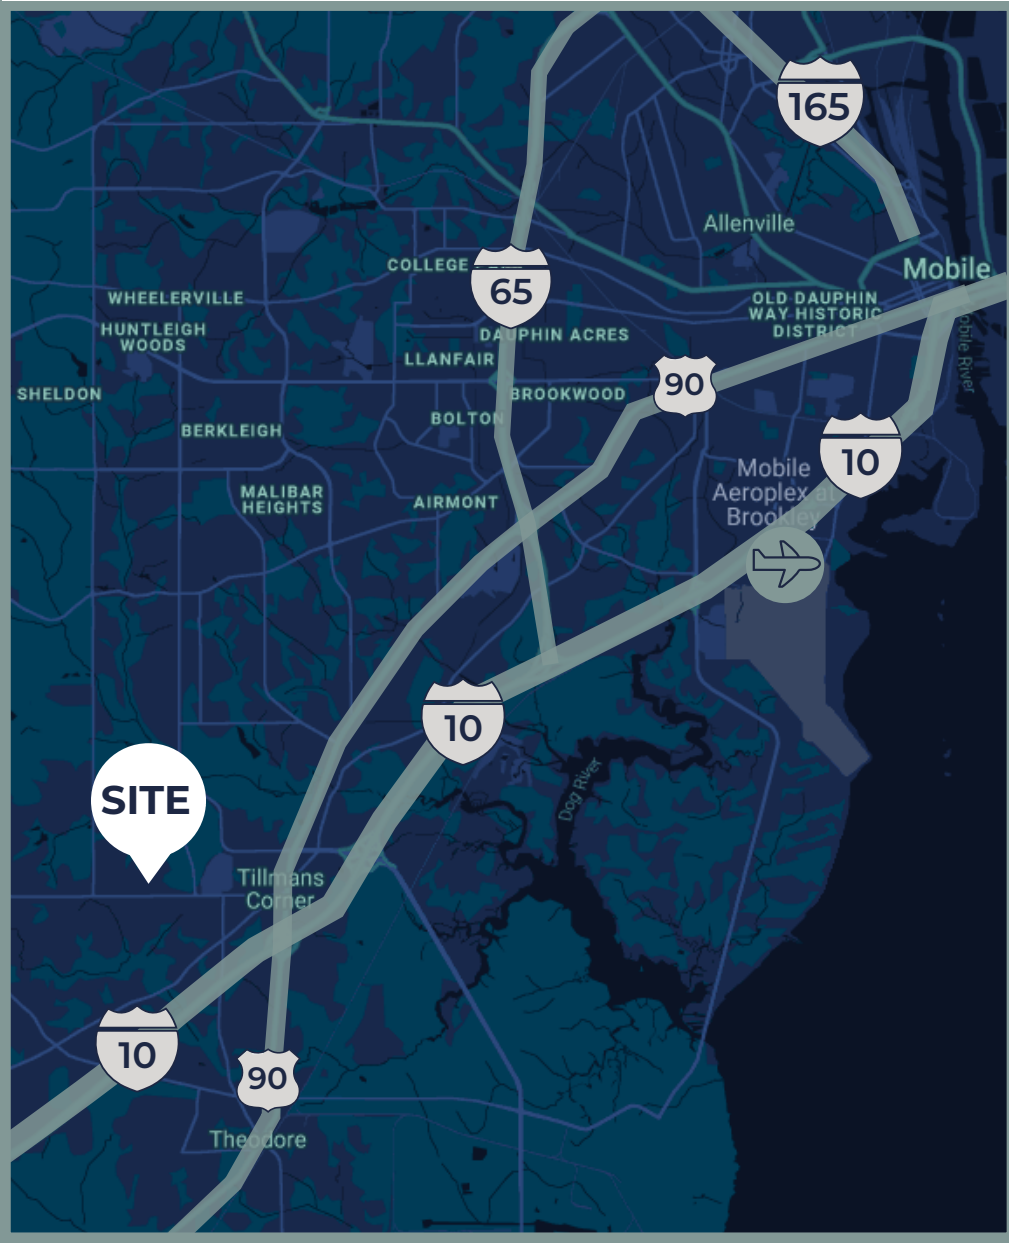 165
Allenville
COLLEGE
Mobile
65
WHEELERVILLE
OLD DAUPHIN
WAY HISTORIC
DISTRICT
HUNTLEIGH
WOODS
DAUPHIN ACRES
LLANFAIR
Mobile River
90
SHELDON
BROOKWOOD
BOLTON
BERKLEIGH
10
Mobile
Aeroplex at
Brookley
MALIBAR
HEIGHTS
AIRMONT
10
Dog River
SITE
Tillmans
Corner
10
90
Theodore